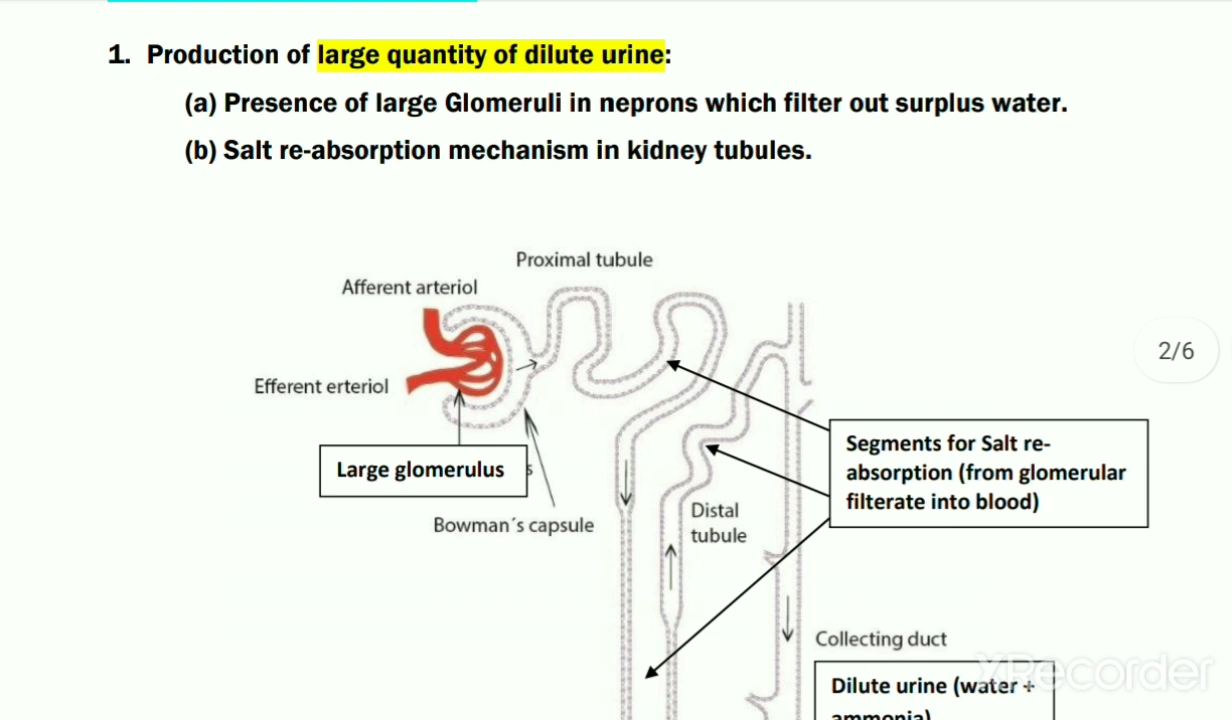 1. Production of large quantity of dilute urine:
(a) Presence of large Glomeruli in neprons which filter out surplus water.
(b) Salt re-absorption mechanism in kidney tubules.
Proximal tubule
Afferent arteriol
2/6
Efferent erteriol
Segments for Salt re-
absorption (from glomerular
filterate into blood)
Large glomerulus s
Bowman´s capsule
Distal
tubule
Collecting duct
XRecorder
Dilute urine (water +
ammonia)